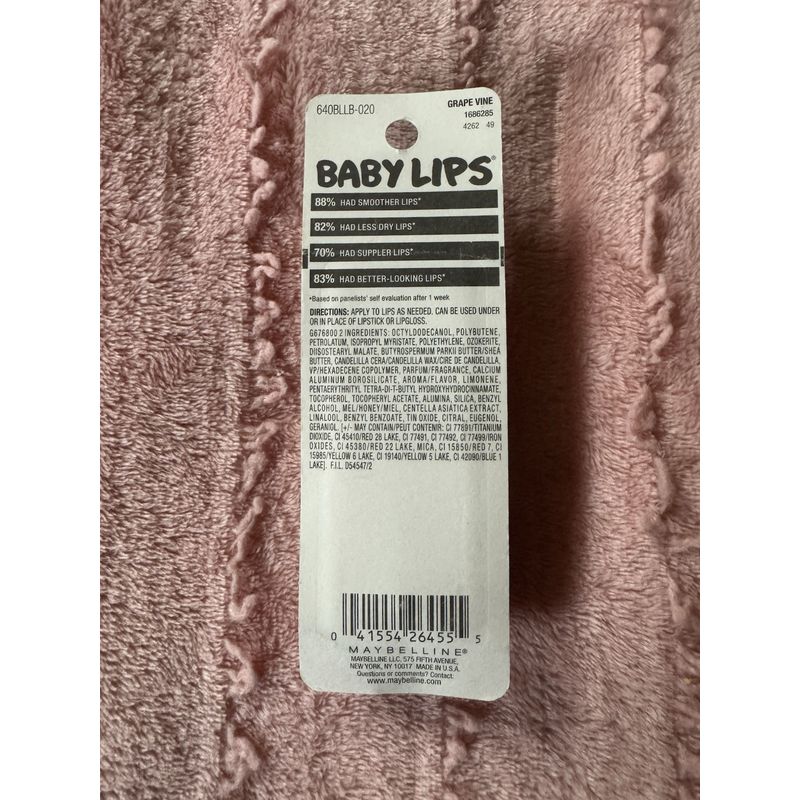 640BLLB-020
GRAPE VINE
1686285
4262 49
BABY LIPS®
88% HAD SMOOTHER LIPS*
82% HAD LESS DRY LIPS*
70% HAD SUPPLER LIPS*
83% HAD BETTER-LOOKING LIPS*
*Based on panelists' self evaluation after 1 week
DIRECTIONS: APPLY TO LIPS AS NEEDED. CAN BE USED UNDER
OR IN PLACE OF LIPSTICK OR LIPGLOSS.
G676800 2 INGREDIENTS: OCTYLDODECANOL, POLYBUTENE,
PETROLATUM, ISOPROPYL MYRISTATE, POLYETHYLENE, OZOKERITE,
DIISOSTEARYL MALATE, BUTYROSPERMUM PARKII BUTTER/SHEA
BUTTER, CANDELILLA CERA/CANDELILLA WAX/CIRE DE CANDELILLA,
VP/HEXADECENE COPOLYMER, PARFUM/FRAGRANCE, CALCIUM
ALUMINUM BOROSILICATE, AROMA/FLAVOR, LIMONENE,
PENTAERYTHRITYL TETRA-DI-T-BUTYL HYDROXYHYDROCINNAMATE,
TOCOPHEROL, TOCOPHERYL ACETATE, ALUMINA, SILICA, BENZYL
ALCOHOL, MEL/HONEY/MIEL, CENTELLA ASIATICA EXTRACT,
LINALOOL, BENZYL BENZOATE, TIN OXIDE, CITRAL, EUGENOL,
GERANIOL. [+/- MAY CONTAIN/PEUT CONTENIR: CI 77891/TITANIUM
DIOXIDE, CI 45410/RED 28 LAKE, CI 77491, CI 77492, CI 77499/IRON
OXIDES, CI 45380/RED 22 LAKE, MICA, CI 15850/RED 7, CI
15985/YELLOW 6 LAKE, CI 19140/YELLOW 5 LAKE, CI 42090/BLUE 1
LAKE]. F.I.L. D54547/2
0 41554 26455 5
MAYBELLINE®
MAYBELLINE LLC, 575 FIFTH AVENUE,
NEW YORK, NY 10017 MADE IN U.S.A.
Questions or comments? Contact:
www.maybelline.com